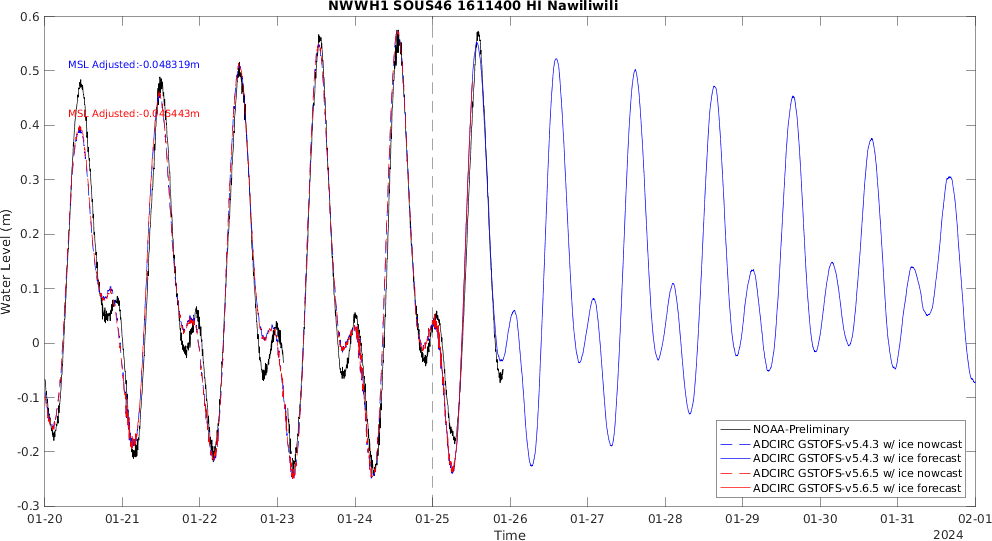 NWWH1 SOUS46 1611400 HI Nawiliwili
0.6
0.5
0.4
0.3
0.2
0.1
0
-0.1
-0.2
-0.3
Water Level (m)
MSL Adjusted:-0.048319m
MSL Adjusted:-0.045443m
NOAA-Preliminary
ADCIRC GSTOFS-v5.4.3 w/ ice nowcast
ADCIRC GSTOFS-v5.4.3 w/ ice forecast
ADCIRC GSTOFS-v5.6.5 w/ ice nowcast
ADCIRC GSTOFS-v5.6.5 w/ ice forecast
01-20 01-21 01-22 01-23 01-24 01-25 01-26 01-27 01-28 01-29 01-30 01-31 02-01
Time
2024